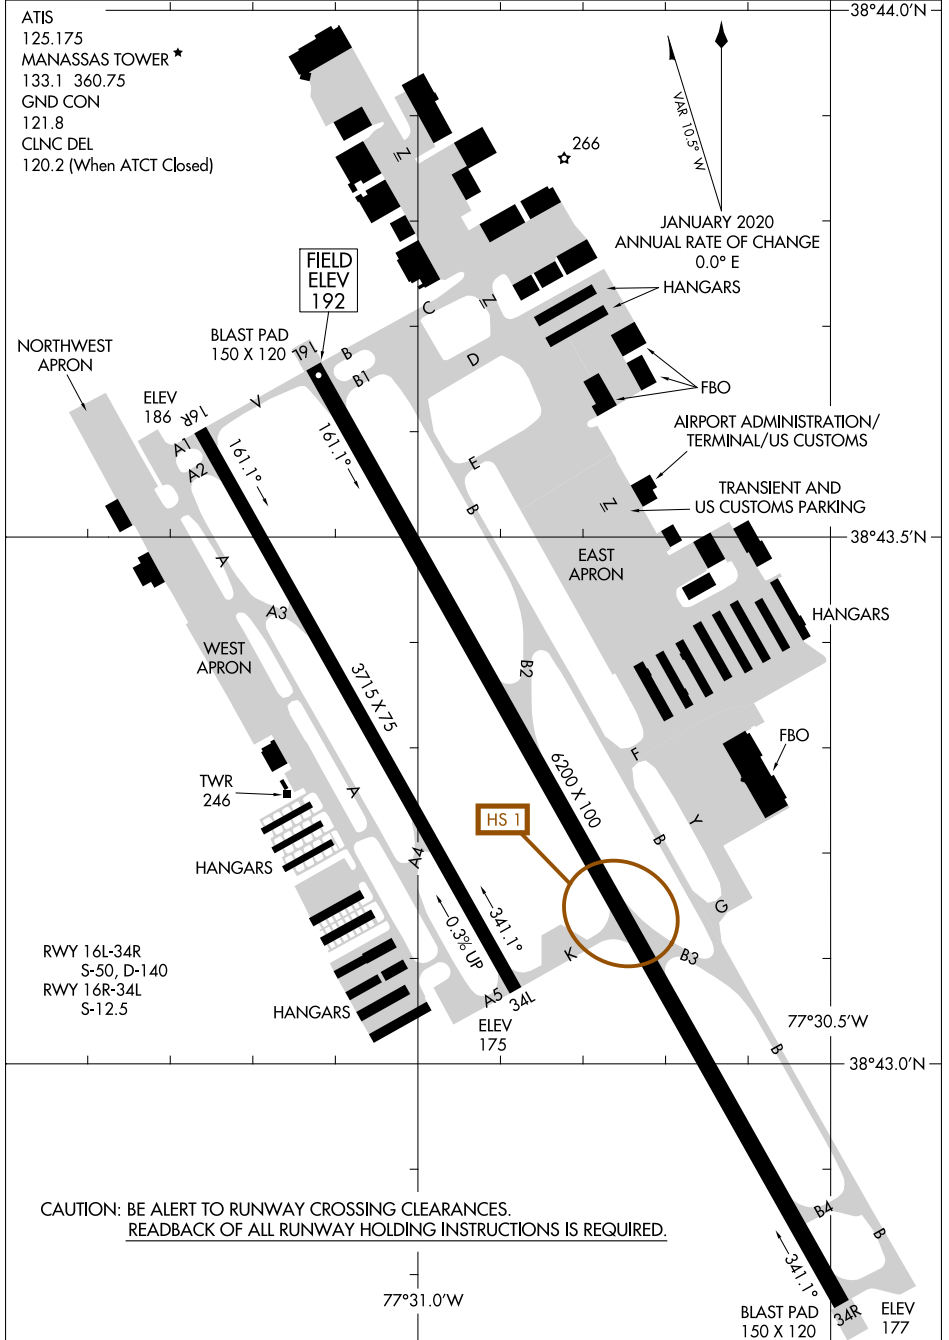 ATIS
125.175
MANASSAS TOWER
133.1 360.75
GND CON
121.8
CLNC DEL
120.2 (When ATCT Closed)
38°44.0'N
VAR 10.5° W
JANUARY 2020
ANNUAL RATE OF CHANGE
0.0° E
266
N
HANGARS
FIELD
ELEV
192
C
N
BLAST PAD
150 X 120
16L
B
B1
D
NORTHWEST
APRON
FBO
ELEV
186
16R
V
A1
A2
161.1°
161.1°
AIRPORT ADMINISTRATION/
TERMINAL/US CUSTOMS
E
B
TRANSIENT AND
US CUSTOMS PARKING
N
38°43.5'N
EAST
APRON
A
A3
HANGARS
WEST
APRON
B2
3715 X 75
F
FBO
6200 X 100
TWR
246
A
HS 1
Y
B
A4
HANGARS
G
341.1°
0.3% UP
K
B3
RWY 16L-34R
S-50, D-140
RWY 16R-34L
S-12.5
A5
34L
HANGARS
ELEV
175
77°30.5'W
B
38°43.0'N
CAUTION: BE ALERT TO RUNWAY CROSSING CLEARANCES.
READBACK OF ALL RUNWAY HOLDING INSTRUCTIONS IS REQUIRED.
B4
B
341.1°
77°31.0'W
BLAST PAD
150 X 120
34R
ELEV
177